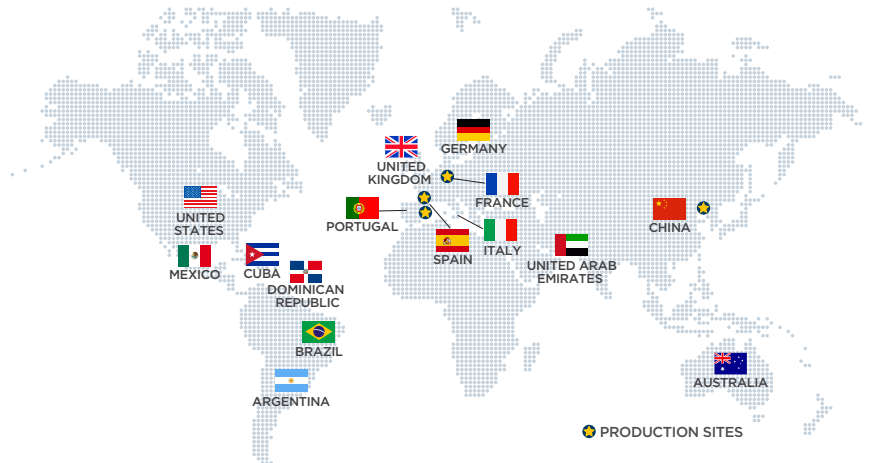 GERMANY
UNITED
KINGDOM
FRANCE
UNITED
STATES
PORTUGAL
CHINA
SPAIN
ITALY
MEXICO
CUBA
DOMINICAN
REPUBLIC
UNITED ARAB
EMIRATES
BRAZIL
AUSTRALIA
ARGENTINA
PRODUCTION SITES